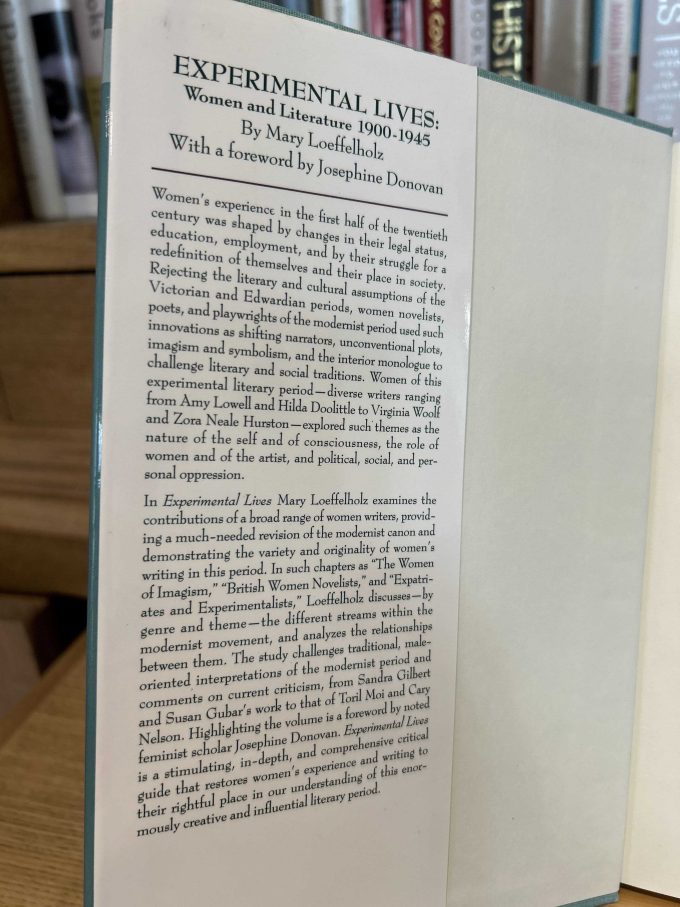 EXPERIMENTAL LIVES:
Women and Literature 1900-1945
By Mary Loeffelholz
With a foreword by Josephine Donovan
Women's experience in the first half of the twentieth
century was shaped by changes in their legal status,
education, employment, and by their struggle for a
redefinition of themselves and their place in society.
Rejecting the literary and cultural assumptions of the
Victorian and Edwardian periods, women novelists,
poets, and playwrights of the modernist period used such
innovations as shifting narrators, unconventional plots,
imagism and symbolism, and the interior monologue to
challenge literary and social traditions. Women of this
experimental literary period—diverse writers ranging
from Amy Lowell and Hilda Doolittle to Virginia Woolf
and Zora Neale Hurston—explored such themes as the
nature of the self and of consciousness, the role of
women and of the artist, and political, social, and per-
sonal oppression.
In Experimental Lives Mary Loeffelholz examines the
contributions of a broad range of women writers, provid-
ing a much-needed revision of the modernist canon and
demonstrating the variety and originality of women's
writing in this period. In such chapters as "The Women
of Imagism," "British Women Novelists," and "Expatri-
ates and Experimentalists," Loeffelholz discusses—by
genre and theme—the different streams within the
modernist movement, and analyzes the relationships
between them. The study challenges traditional, male-
oriented interpretations of the modernist period and
comments on current criticism, from Sandra Gilbert
and Susan Gubar's work to that of Toril Moi and Cary
Nelson. Highlighting the volume is a foreword by noted
feminist scholar Josephine Donovan. Experimental Lives
is a stimulating, in-depth, and comprehensive critical
guide that restores women's experience and writing to
their rightful place in our understanding of this enor-
mously creative and influential literary period.